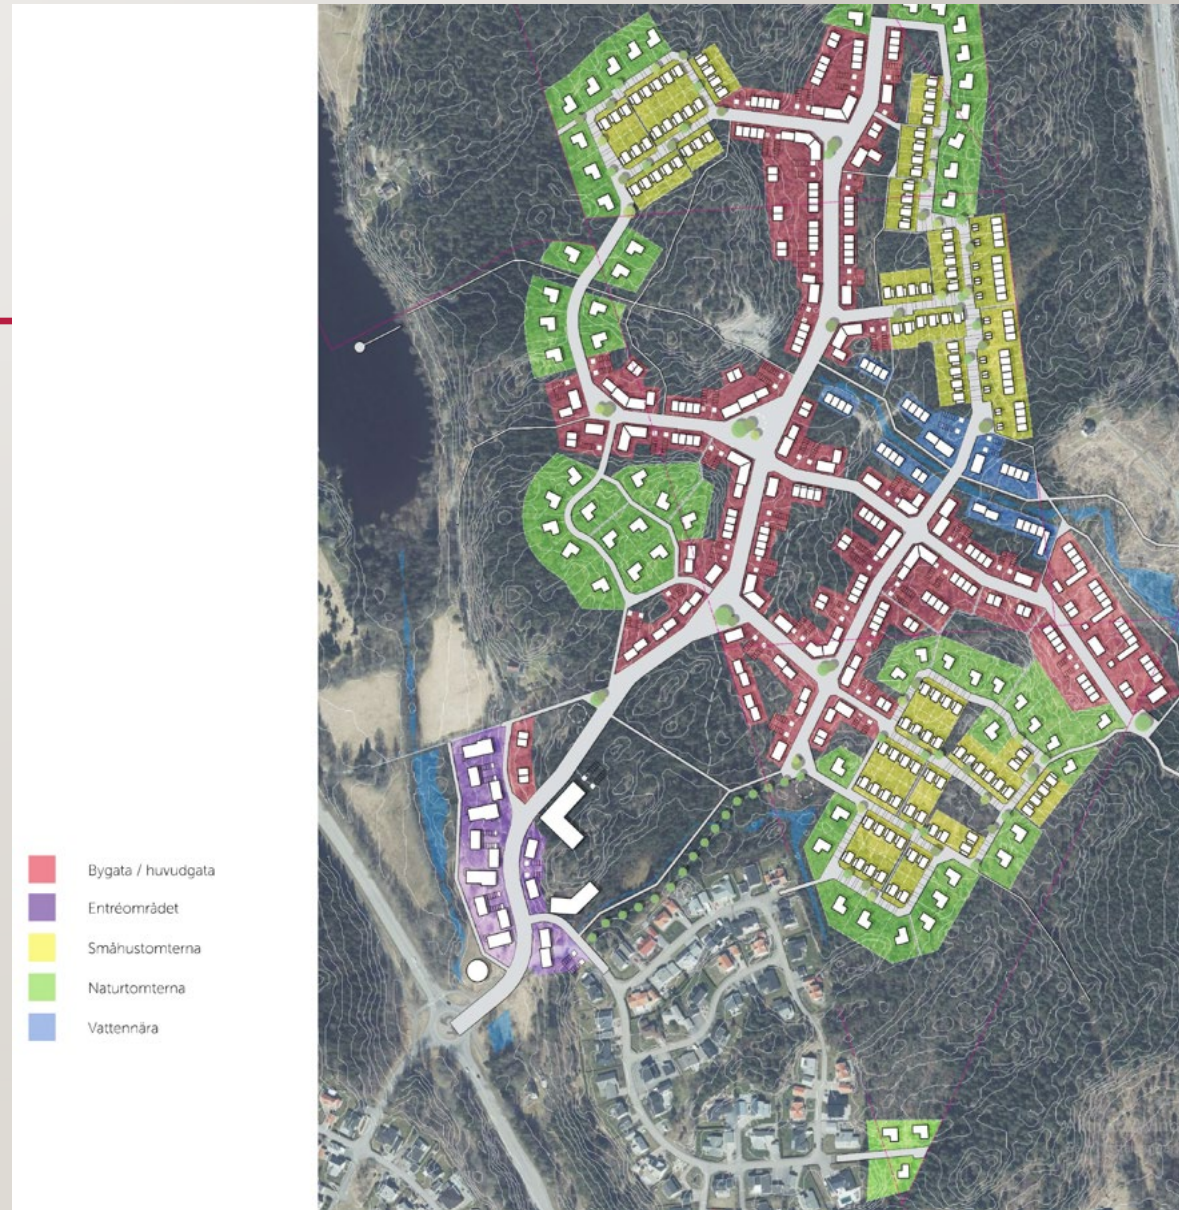 Bygata / huvudgata
Entréområdet
Småhustomterna
Naturtomterna
Vattennära